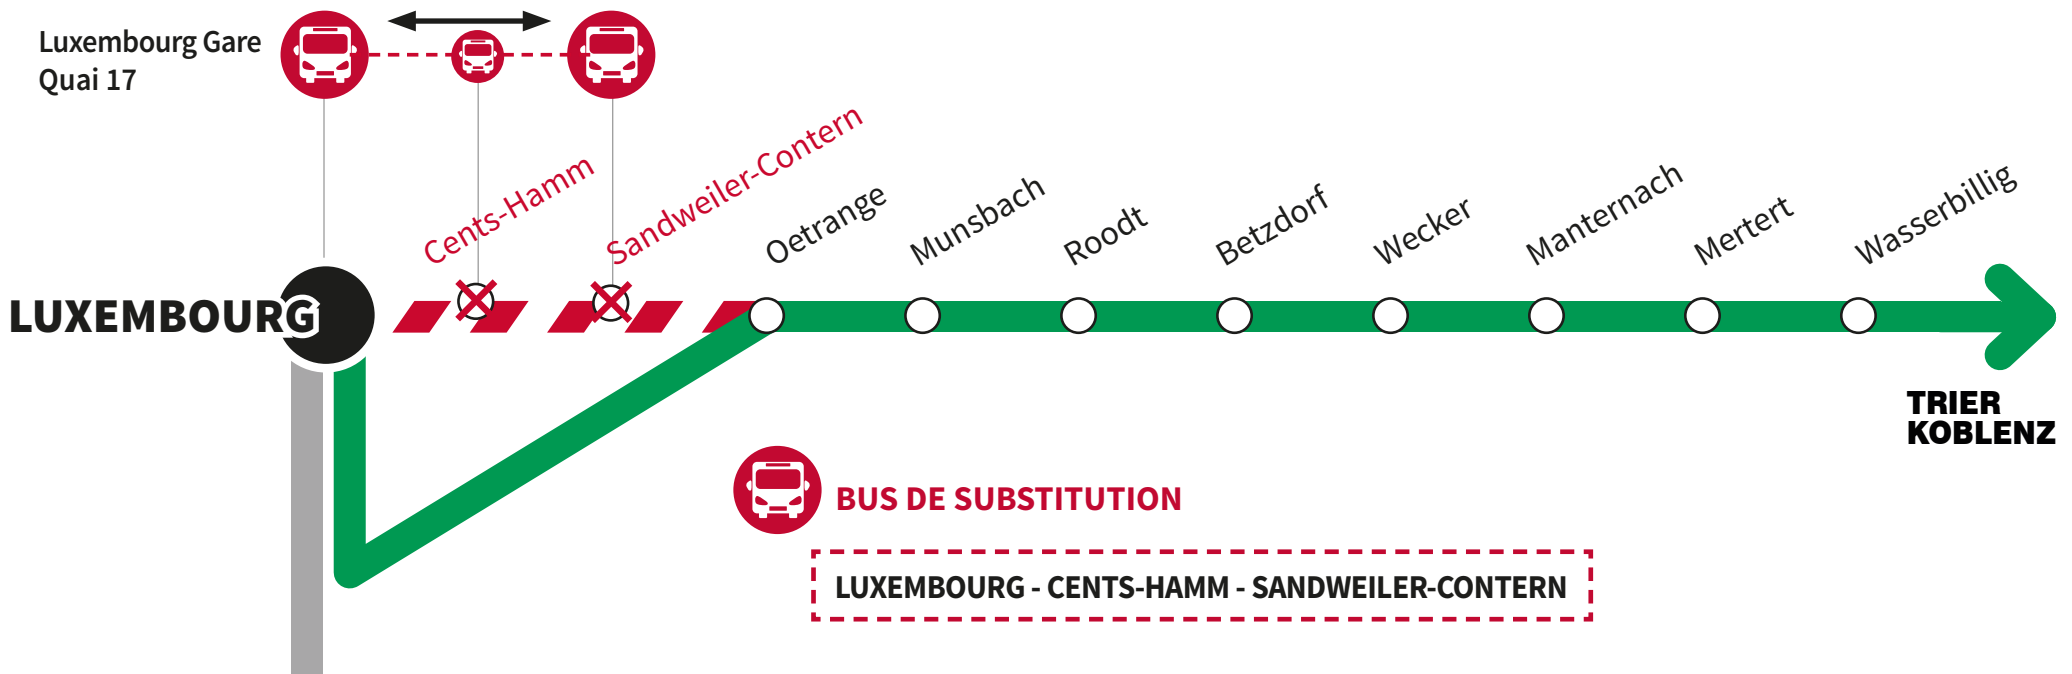 Luxembourg Gare
Quai 17
Cents-Hamm
Sandweiler-Contern
Oetrange
Munsbach
Roodt
Betzdorf
Wecker
Manternach
Mertert
Wasserbillig
LUXEMBOURG
TRIER
KOBLENZ
BUS DE SUBSTITUTION
LUXEMBOURG - CENTS-HAMM - SANDWEILER-CONTERN